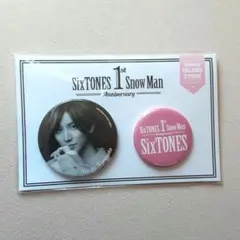 1st
SixTONES Snow Man
Anniversary
SixTONES 1st Snow Man
SixTONES